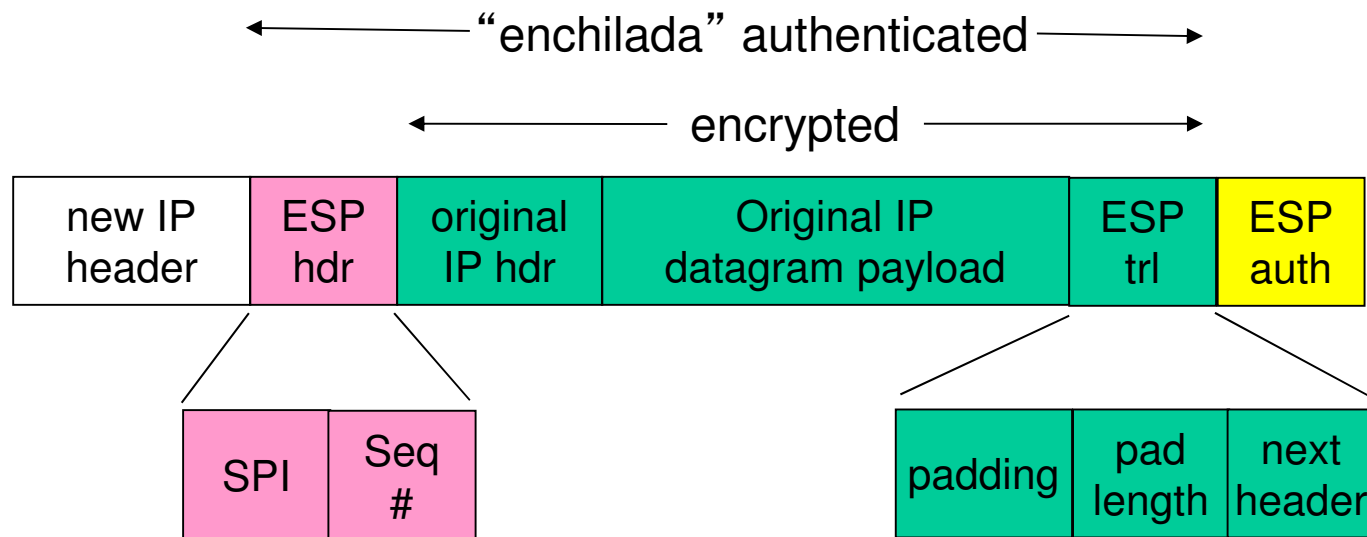 “enchilada” authenticated
encrypted
new IP
header
ESP
hdr
original
IP hdr
Original IP
datagram payload
ESP
trl
ESP
auth
SPI
Seq
#
padding
pad
length
next
header